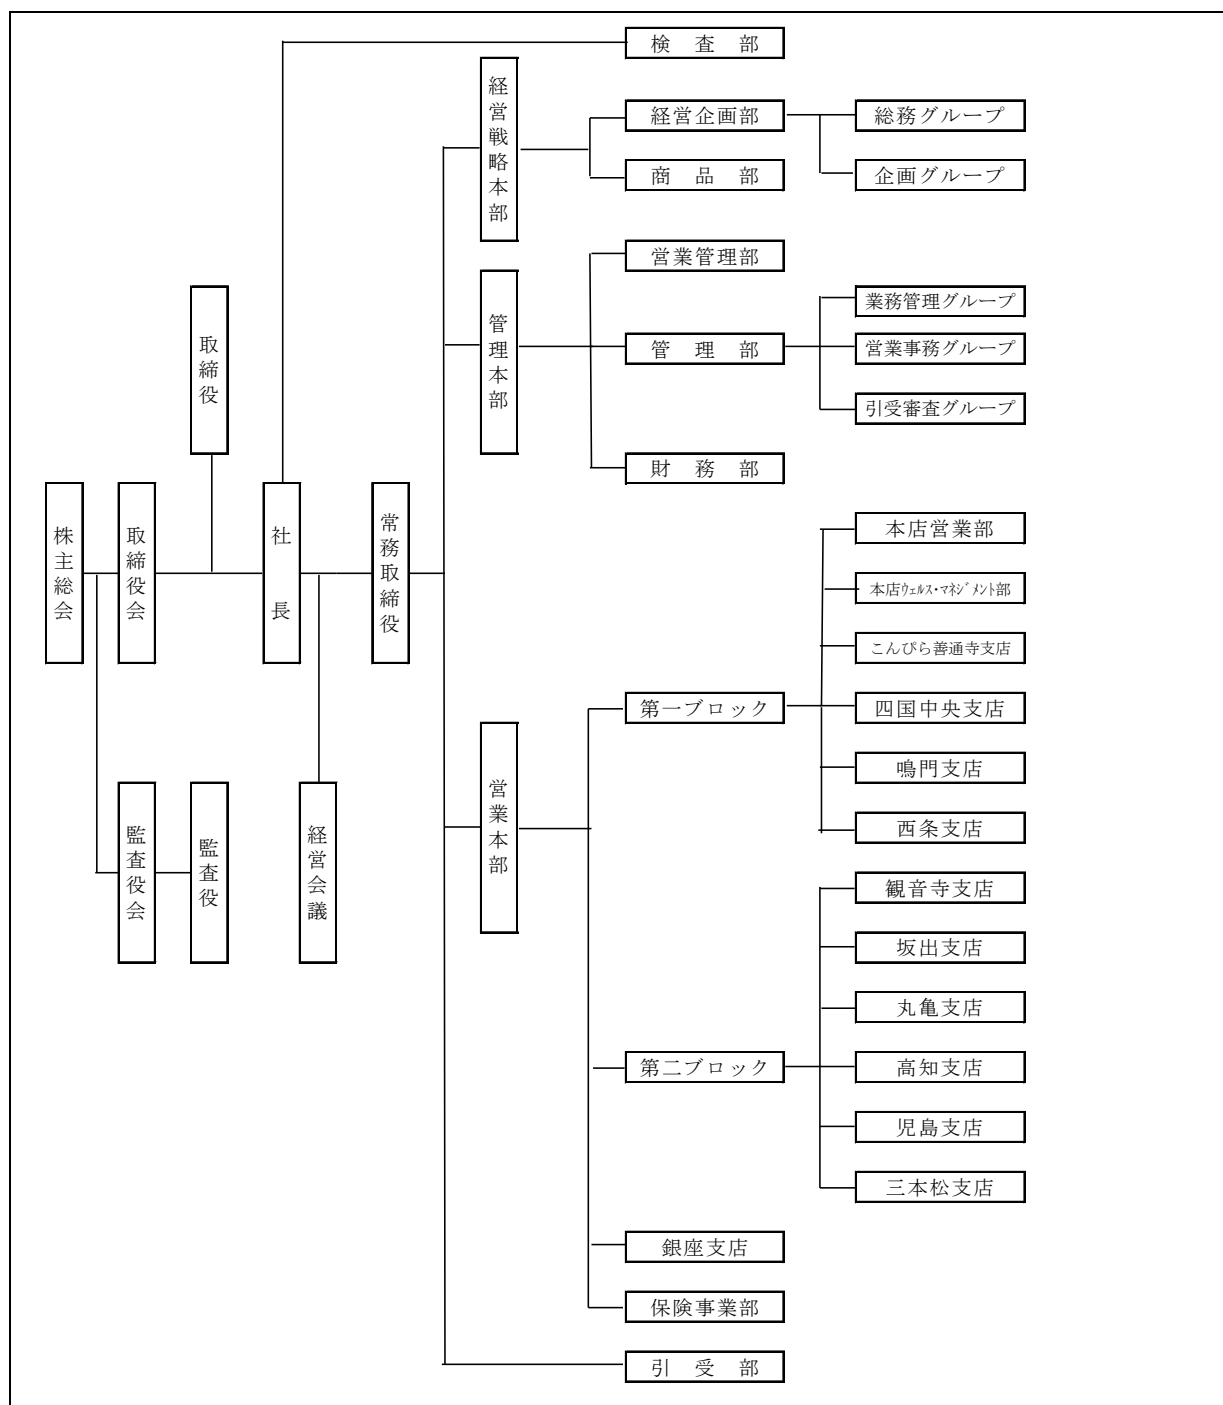 検査部
経営戦略本部
経営企画部
総務グループ
商品部
企画グループ
営業管理部
管理本部
業務管理グループ
取締役
管理部
営業事務グループ
引受審査グループ
財務部
株主総会
取締役会
社長
常務取締役
本店営業部
本店ウェルス・マネジメント部
こんぴら善通寺支店
第一ブロック
四国中央支店
営業本部
鳴門支店
監査役会
監査役
経営会議
西条支店
観音寺支店
坂出支店
丸亀支店
第二ブロック
高知支店
児島支店
三本松支店
銀座支店
保険事業部
引受部